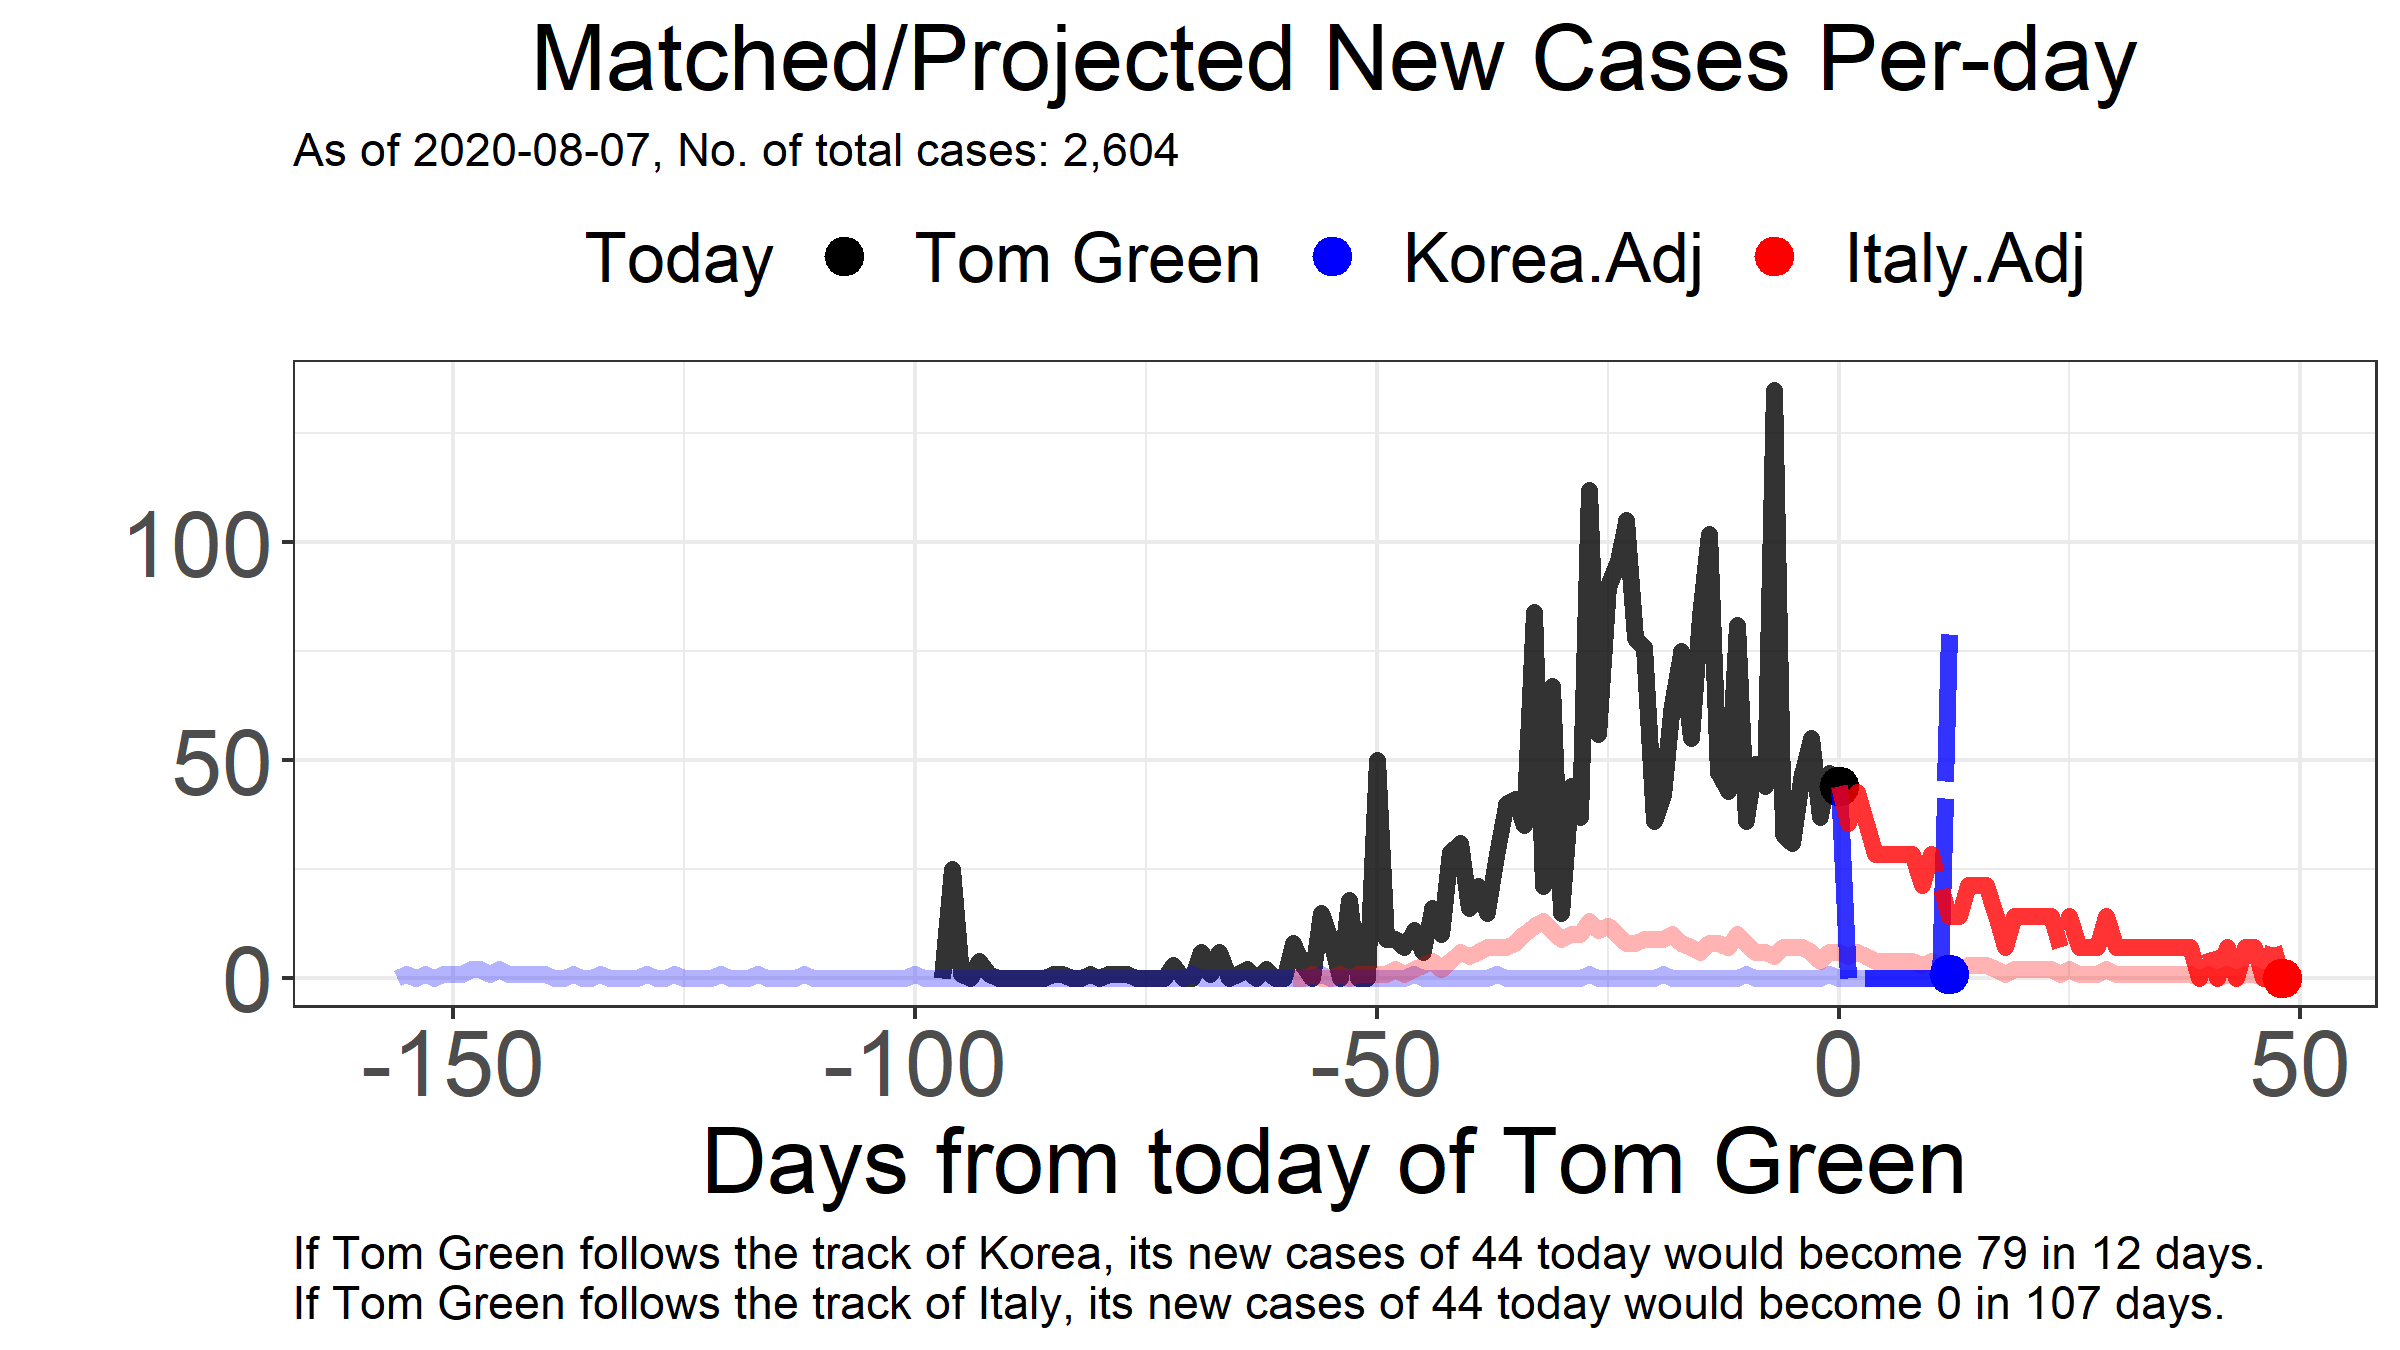 Matched/Projected New Cases Per-day
As of 2020-08-07, No. of total cases: 2,604
Today Tom Green Korea.Adj Italy.Adj
100
50
0
-150 -100 -50 0 50
Days from today of Tom Green
If Tom Green follows the track of Korea, its new cases of 44 today would become 79 in 12 days.
If Tom Green follows the track of Italy, its new cases of 44 today would become 0 in 107 days.